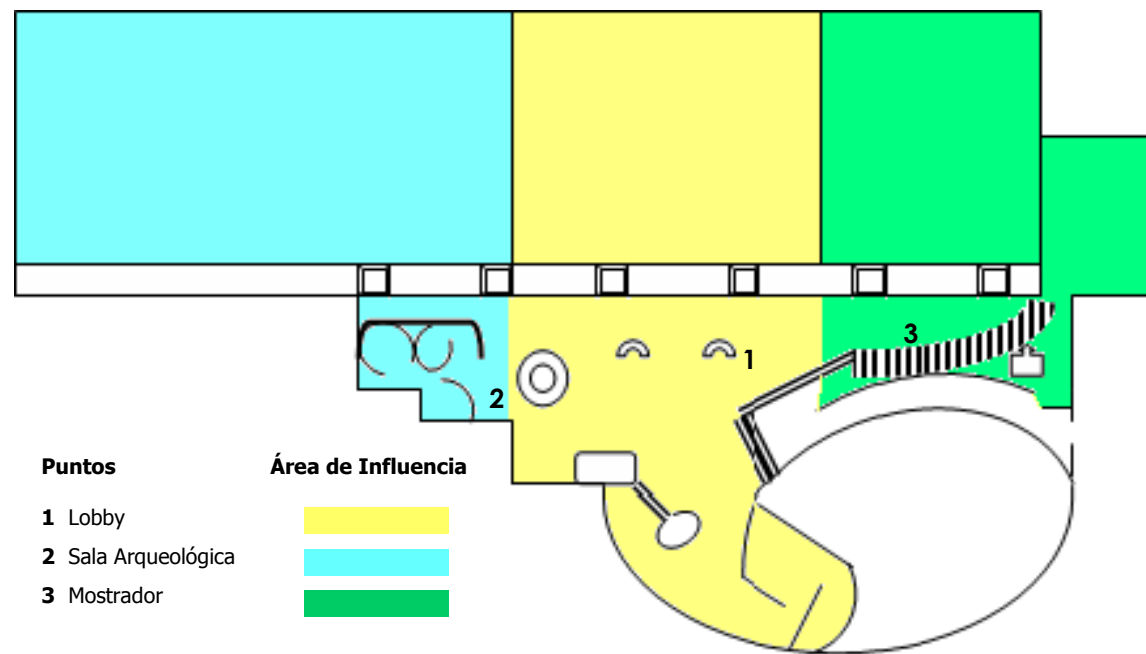 3
1
2
Puntos Área de Influencia
1 Lobby
2 Sala Arqueológica
3 Mostrador